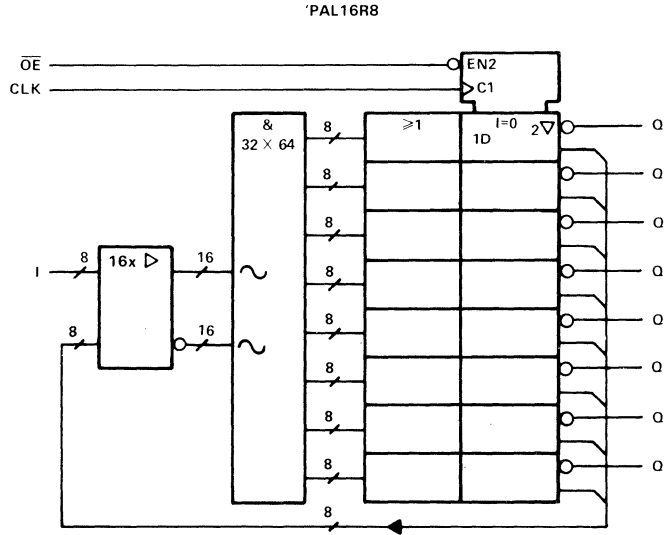 'PAL16R8
OE
EN2
CLK
C1
&
32 × 64
8
≥1
I=0
1D
2▽
Q
8
Q
8
Q
I
8
16x ▷
16
8
Q
8
16
8
Q
8
Q
8
Q
8
Q
8